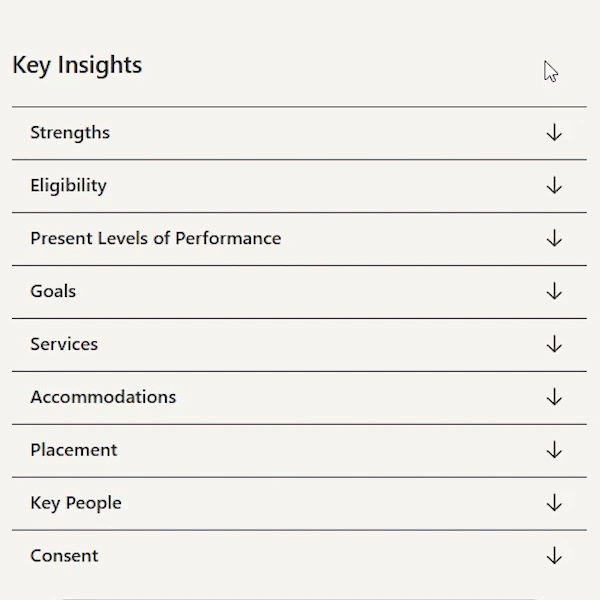 Key Insights
Strengths
Eligibility
Present Levels of Performance
Goals
Services
Accommodations
Placement
Key People
Consent